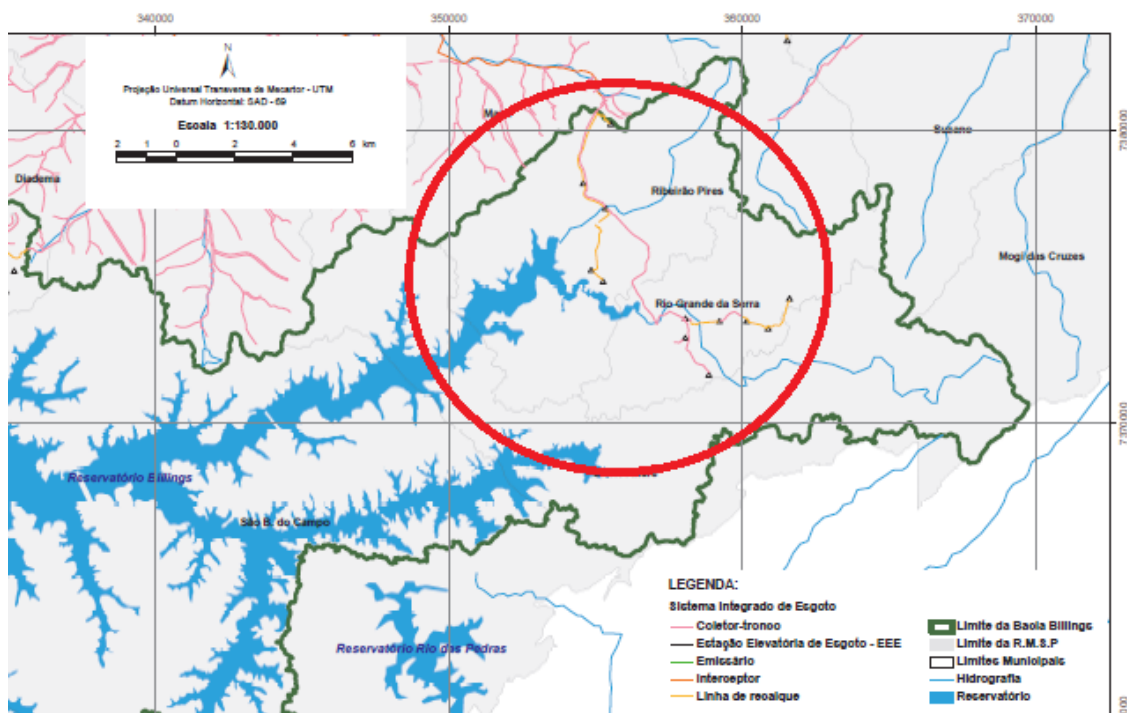 340000 350000 360000 370000
N
Projeção Universal Transversa de Mecartor - UTM
Datum Horizontal: SAD - 69
Escala 1:130.000
2 1 0 2 4 6 km
7380000
Suzano
Diadema
Ribeirão Pires
Mogi das Cruzes
Rio Grande da Serra
7370000
Reservatório Billings
São B. do Campo
LEGENDA:
Sistema Integrado de Esgoto
Coletor-tronco
Estação Elevatória de Esgoto - EEE
Emissário
Interceptor
Linha de recalque
Limite da Bacia Billings
Limite da R.M.S.P
Limites Municipais
Hidrografia
Reservatório
Reservatório Rio das Pedras